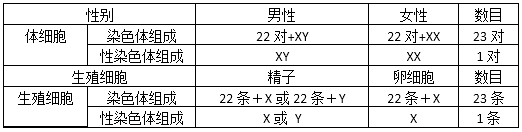 性别 男性 女性 数目
体细胞 染色体组成 22 对+XY 22 对+XX 23 对
性染色体组成 XY XX 1 对
生殖细胞 精子 卵细胞 数目
生殖细胞 染色体组成 22 条＋X 或 22 条＋Y 22 条＋X 23 条
性染色体组成 X 或 Y X 1 条